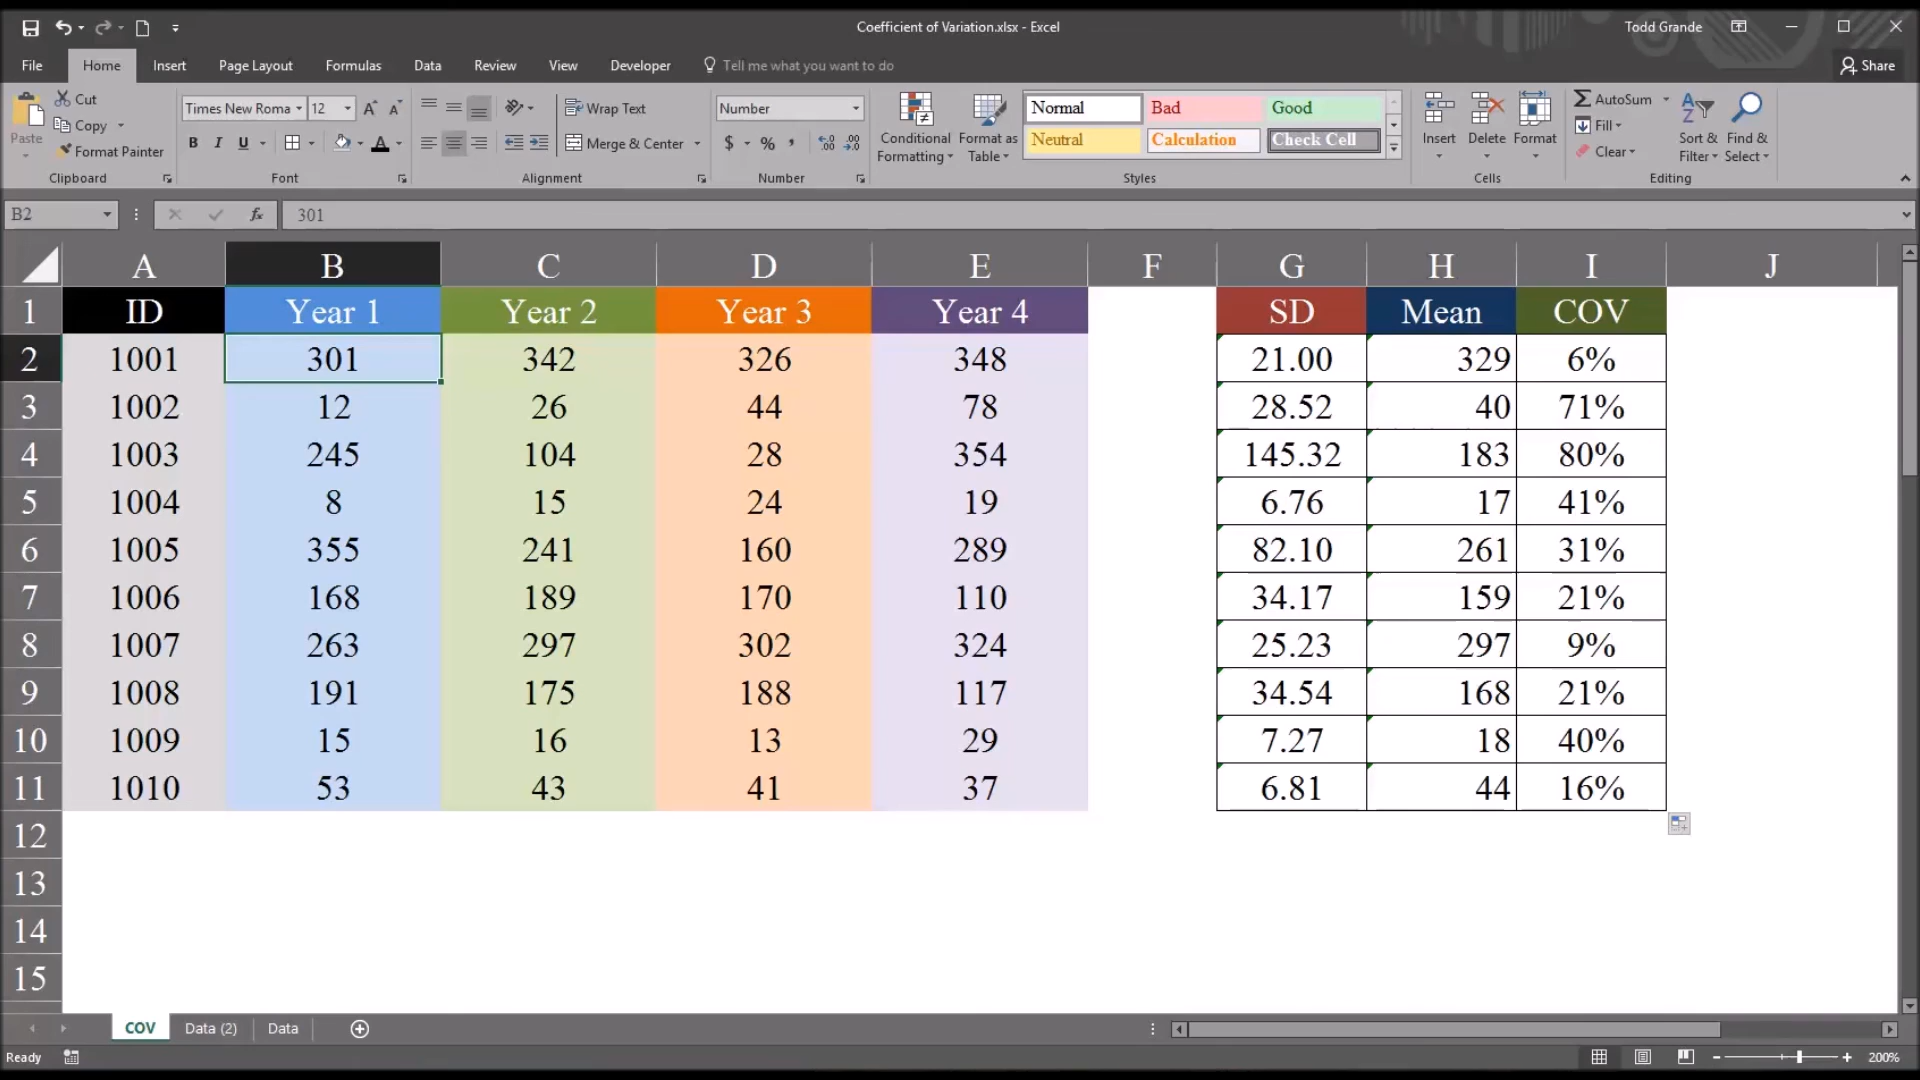 Coefficient of Variation.xlsx - Excel
Todd Grande
File Home Insert Page Layout Formulas Data Review View Developer Tell me what you want to do Share
Paste
Cut
Copy
Format Painter
Clipboard
Times New Roma 12
B I U A
Font
Wrap Text
Merge & Center
Alignment
Number
$ % ,
Number
Conditional Formatting
Format as Table
Normal Bad Good
Neutral Calculation Check Cell
Styles
Insert Delete Format
Cells
AutoSum
Fill
Clear
Sort & Filter
Find & Select
Editing
B2 fx 301
A B C D E F G H I J
1 ID Year 1 Year 2 Year 3 Year 4 SD Mean COV
2 1001 301 342 326 348 21.00 329 6%
3 1002 12 26 44 78 28.52 40 71%
4 1003 245 104 28 354 145.32 183 80%
5 1004 8 15 24 19 6.76 17 41%
6 1005 355 241 160 289 82.10 261 31%
7 1006 168 189 170 110 34.17 159 21%
8 1007 263 297 302 324 25.23 297 9%
9 1008 191 175 188 117 34.54 168 21%
10 1009 15 16 13 29 7.27 18 40%
11 1010 53 43 41 37 6.81 44 16%
12
13
14
15
COV Data (2) Data
Ready 200%